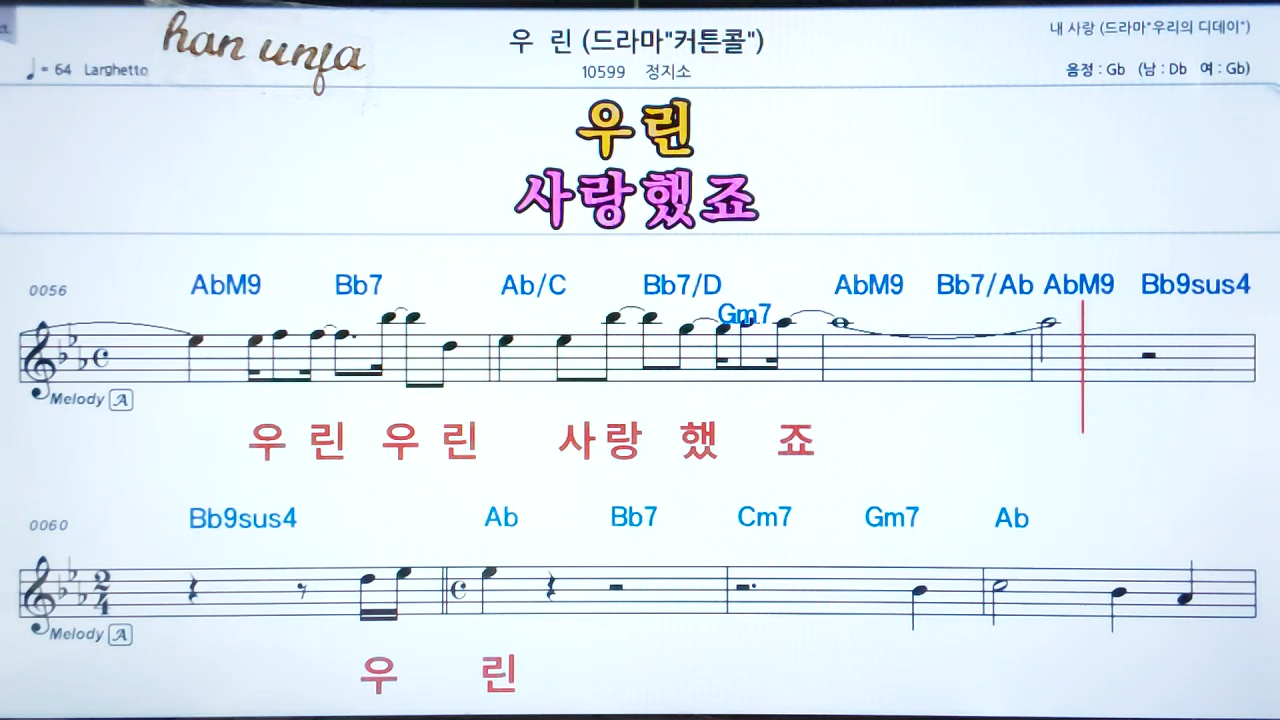 han unfa
우 린 (드라마"커튼콜")
내 사랑 (드라마"우리의 디데이")
= 64 Larghetto
10599 정지소
음정 : Gb (남 : Db 여 : Gb)
우린
사랑했죠
0056
AbM9 Bb7 Ab/C Bb7/D Gm7 AbM9 Bb7/Ab AbM9 Bb9sus4
Melody A
우 린 우 린 사 랑 했 죠
0060
Bb9sus4 Ab Bb7 Cm7 Gm7 Ab
2
4
Melody A
우 린